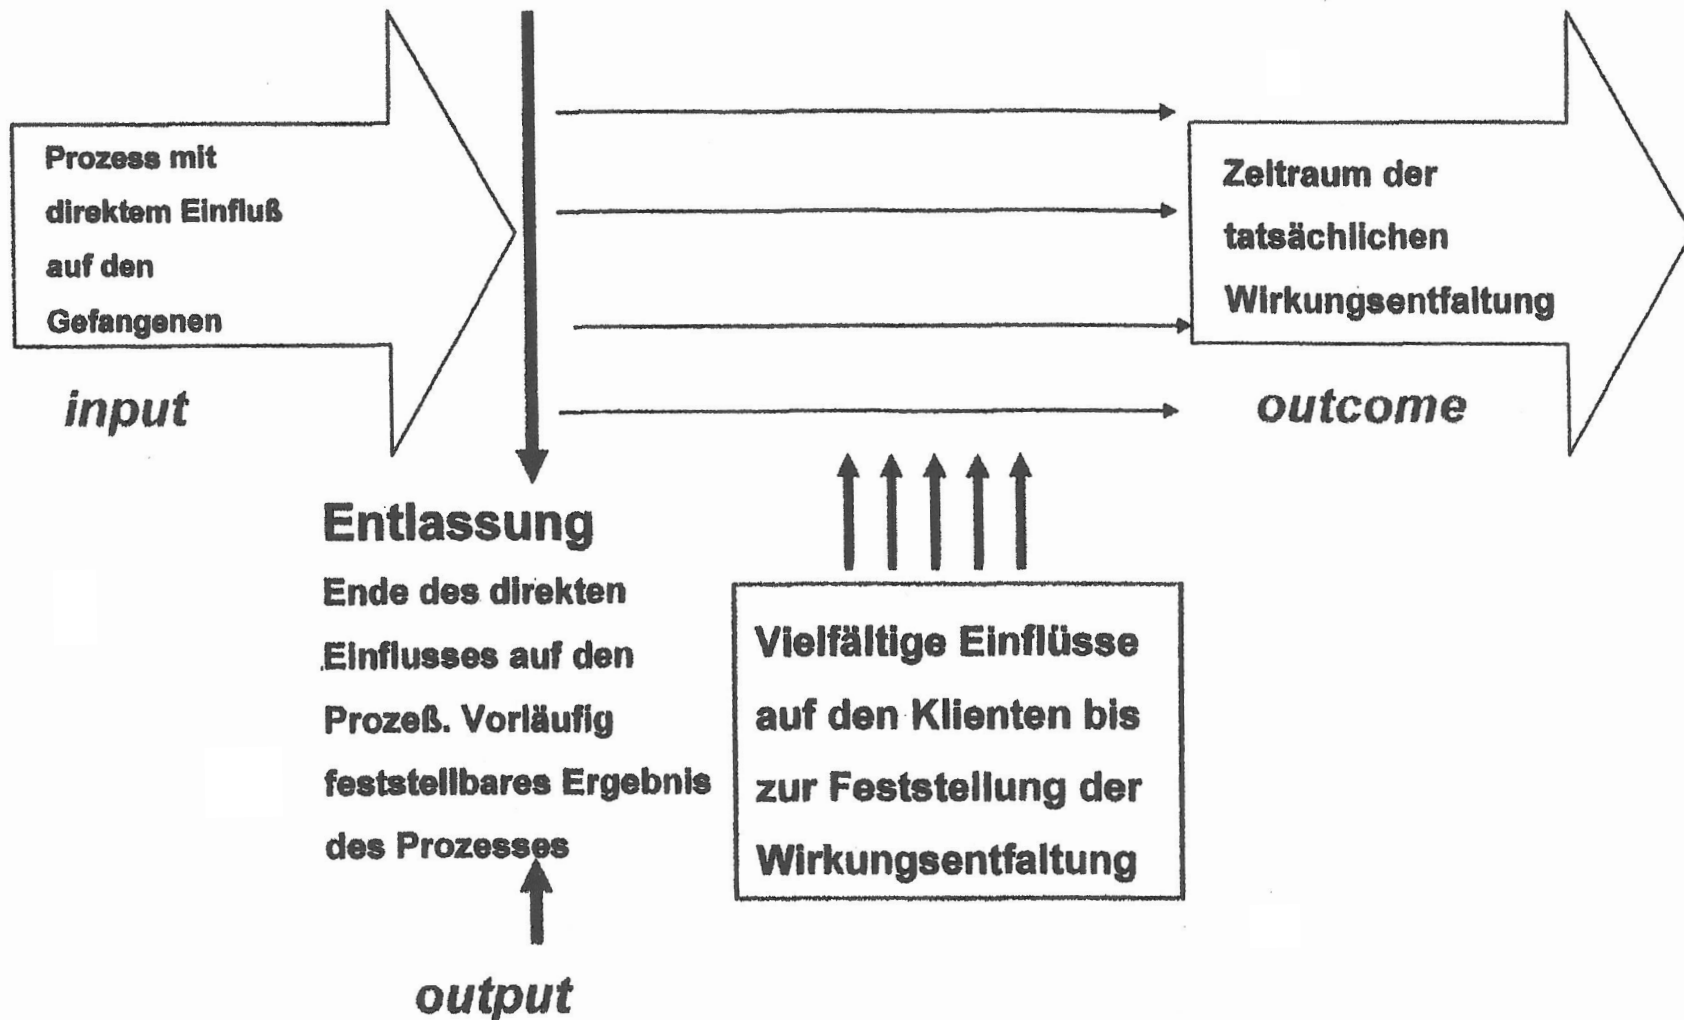 Prozess mit
direktem Einfluß
auf den
Gefangenen
input
Zeitraum der
tatsächlichen
Wirkungsentfaltung
outcome
Entlassung
Ende des direkten
Einflusses auf den
Prozeß. Vorläufig
feststellbares Ergebnis
des Prozesses
output
Vielfältige Einflüsse
auf den Klienten bis
zur Feststellung der
Wirkungsentfaltung